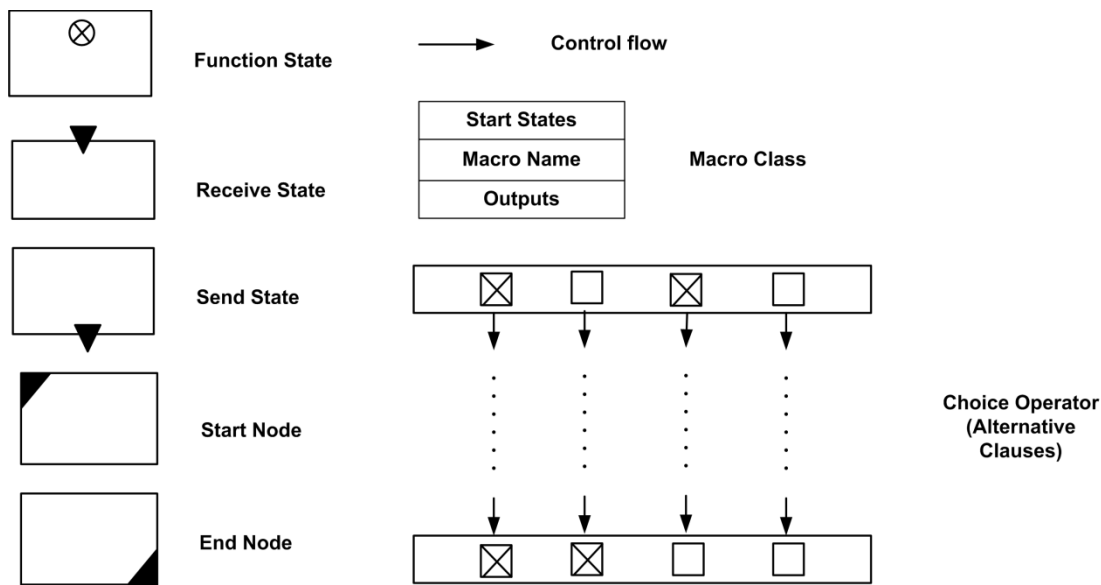 Function State
Control flow
Start States
Macro Name
Outputs
Macro Class
Receive State
Send State
Start Node
End Node
Choice Operator
(Alternative
Clauses)